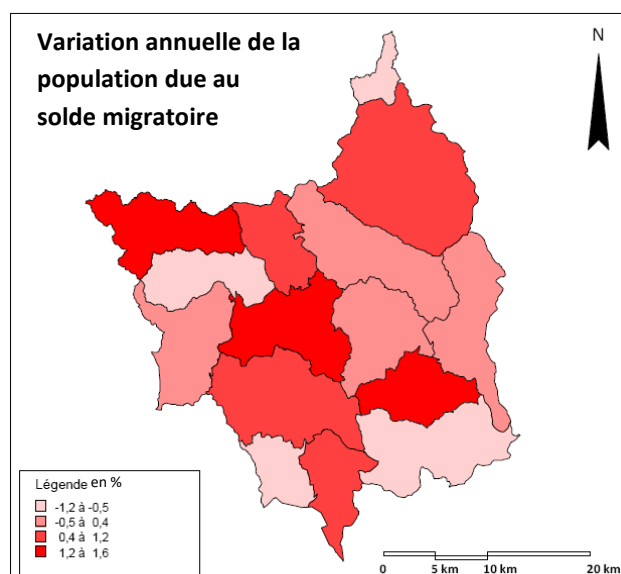 Variation annuelle de la
population due au
solde migratoire
N
Légende en %
-1,2 à -0,5
-0,5 à 0,4
0,4 à 1,2
1,2 à 1,6
0 5 km 10 km 20 km